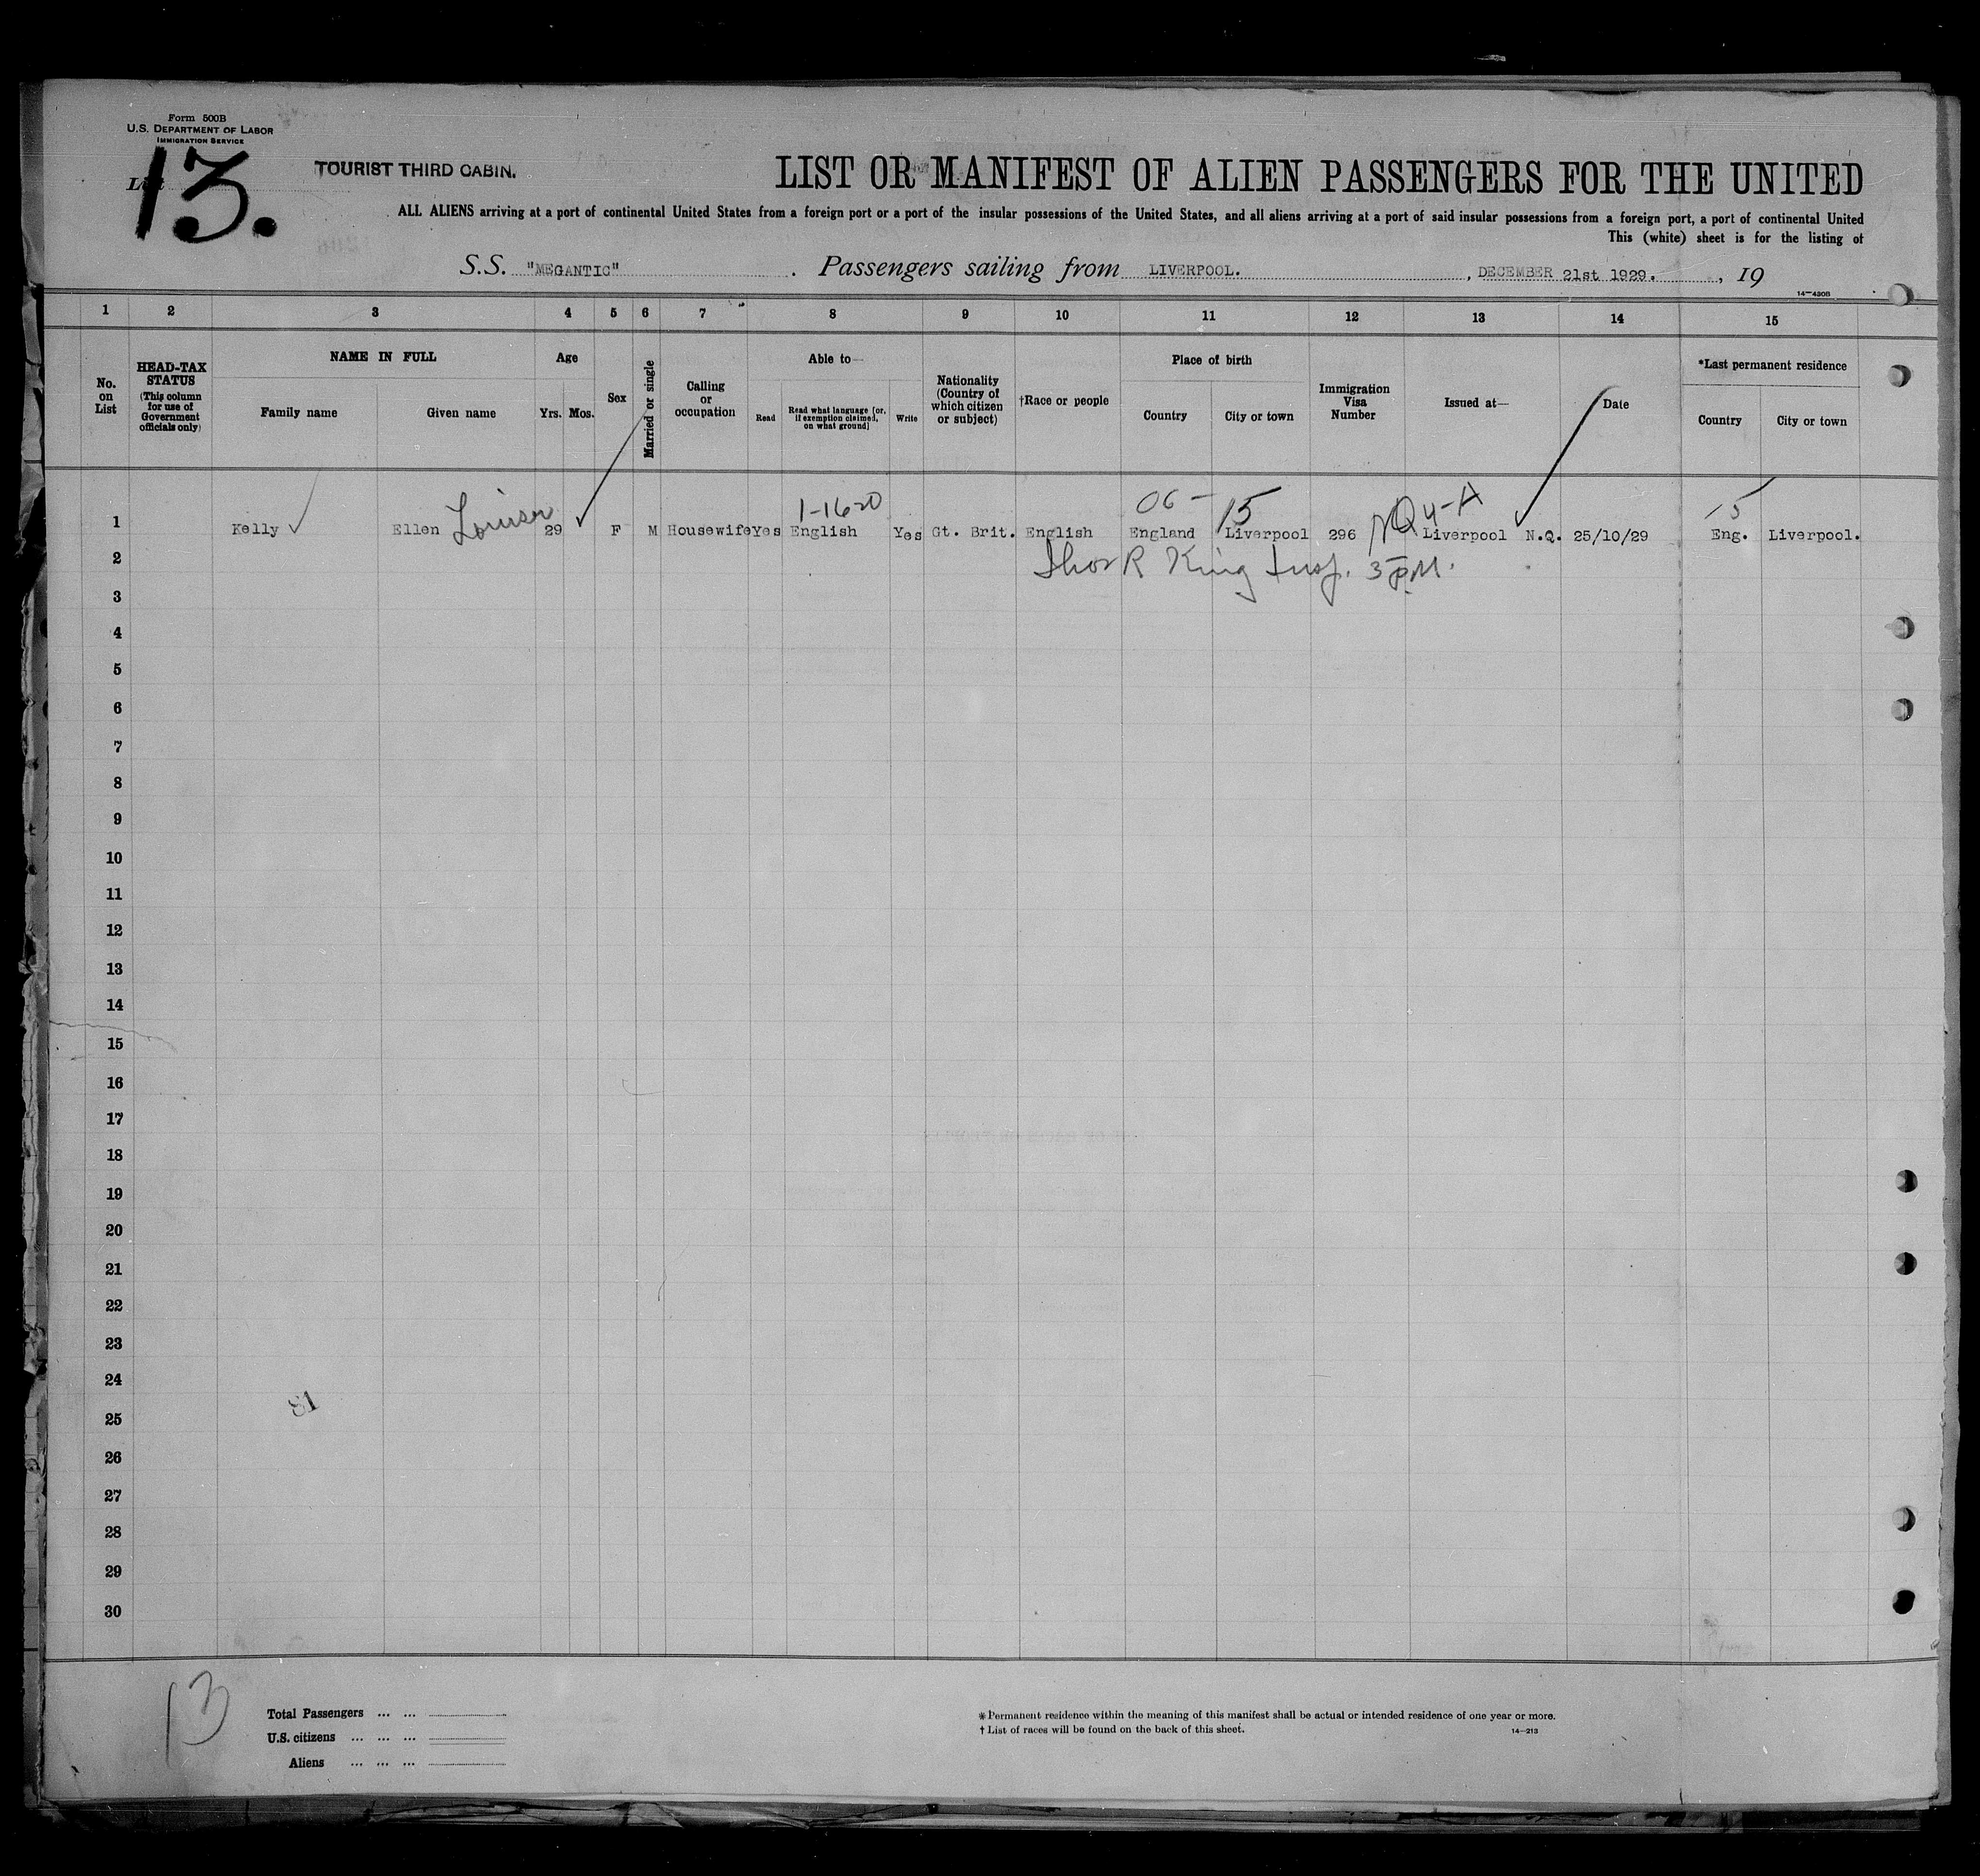 Form 500B
U.S. DEPARTMENT OF LABOR
IMMIGRATION SERVICE
List 13.
TOURIST THIRD CABIN.
LIST OR MANIFEST OF ALIEN PASSENGERS FOR THE UNITED
ALL ALIENS arriving at a port of continental United States from a foreign port or a port of the insular possessions of the United States, and all aliens arriving at a port of said insular possessions from a foreign port, a port of continental United
This (white) sheet is for the listing of
S.S. "MEGANTIC" . Passengers sailing from LIVERPOOL. , DECEMBER 21st 1929. , 19
14-430B
1 2 3 4 5 6 7 8 9 10 11 12 13 14 15
No. on List
HEAD-TAX STATUS
(This column for use of Government officials only)
NAME IN FULL
Family name Given name
Age
Yrs. Mos.
Sex
Married or single
Calling or occupation
Able to—
Read
Read what language [or, if exemption claimed, on what ground]
Write
Nationality (Country of which citizen or subject)
†Race or people
Place of birth
Country City or town
Immigration Visa Number
Issued at—
Date
*Last permanent residence
Country City or town
1-1620 06- 15 NQ 4-A 15
1 Kelly Ellen Louisa 29 F M Housewife Yes English Yes Gt. Brit. English England Liverpool 296 Liverpool N.Q. 25/10/29 Eng. Liverpool.
2 R King Insp. 3 P.M.
3
4
5
6
7
8
9
10
11
12
13
14
15
16
17
18
19
20
21
22
23
24
81
25
26
27
28
29
30
13
Total Passengers ... ...
U.S. citizens ... ... ...
Aliens ... ... ...
* Permanent residence within the meaning of this manifest shall be actual or intended residence of one year or more.
† List of races will be found on the back of this sheet.
14-213